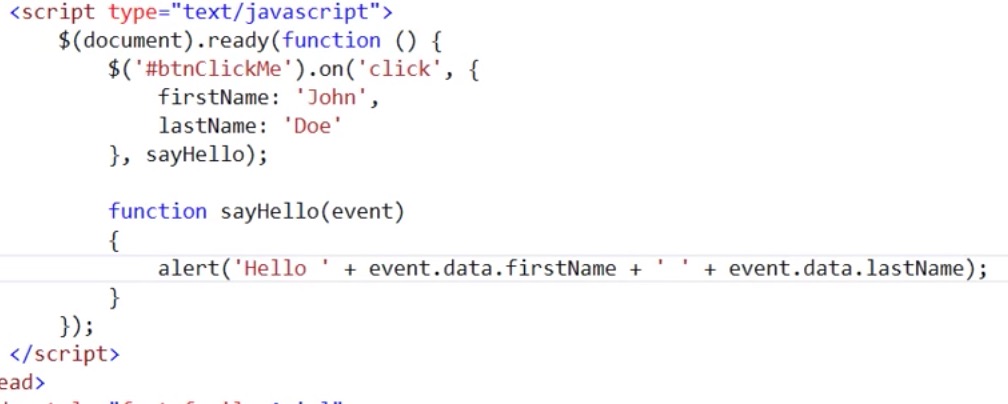 <script type="text/javascript">
    $(document).ready(function () {
        $('#btnClickMe').on('click', {
            firstName: 'John',
            lastName: 'Doe'
        }, sayHello);
        function sayHello(event)
        {
            alert('Hello ' + event.data.firstName + ' ' + event.data.lastName);
        }
    });
</script>
ead>